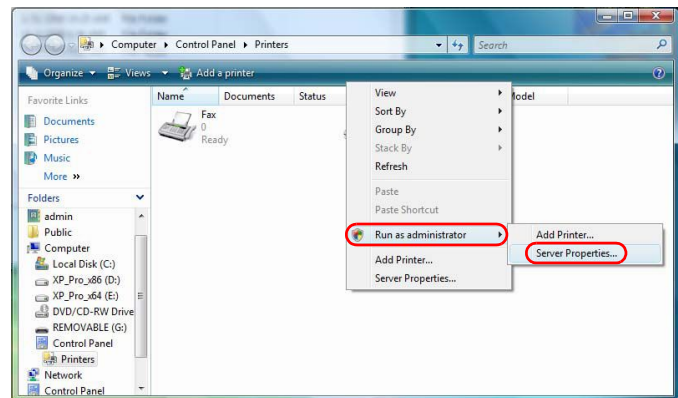 Computer ▸ Control Panel ▸ Printers
Search
Organize Views Add a printer
Favorite Links
Documents
Pictures
Music
More »
Folders
admin
Public
Computer
Local Disk (C:)
XP_Pro_x86 (D:)
XP_Pro_x64 (E:)
DVD/CD-RW Drive
REMOVABLE (G:)
Control Panel
Printers
Network
Control Panel
Name Documents Status Model
Fax
0
Ready
View
Sort By
Group By
Stack By
Refresh
Paste
Paste Shortcut
Run as administrator
Add Printer...
Server Properties...
Add Printer...
Server Properties...